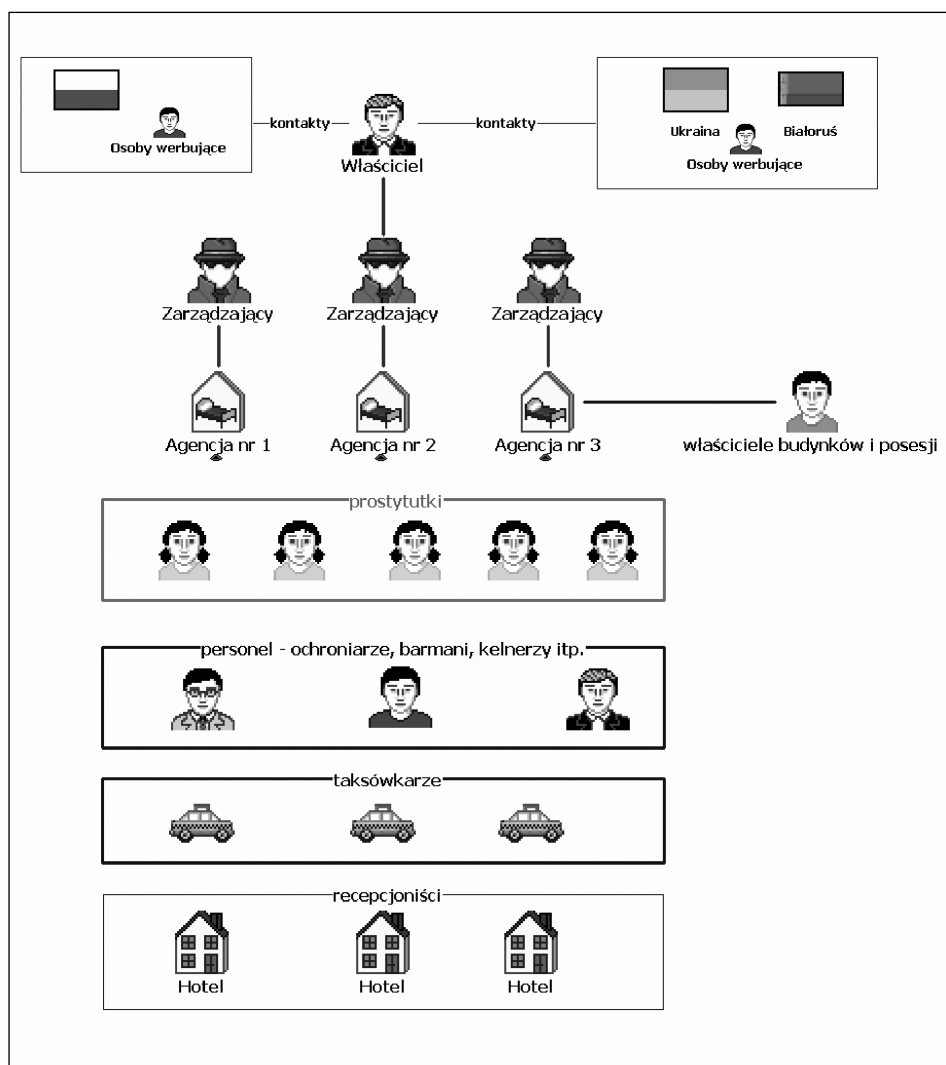 Osoby werbujące
kontakty
Właściciel
kontakty
Ukraina
Białoruś
Osoby werbujące
Zarządzający
Zarządzający
Zarządzający
Agencja nr 1
Agencja nr 2
Agencja nr 3
właściciele budynków i posesji
prostytutki
personel - ochroniarze, barmani, kelnerzy itp.
taksówkarze
recepcjoniści
Hotel
Hotel
Hotel